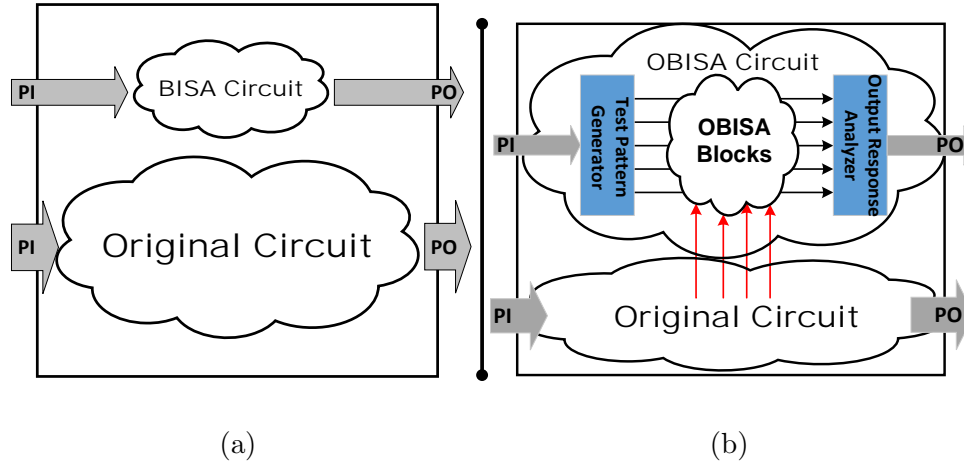 PI
BISA Circuit
PO
PI
Original Circuit
PO
(a)
OBISA Circuit
PI
Test Pattern
Generator
OBISA
Blocks
Output Response
Analyzer
PO
PI
Original Circuit
PO
(b)